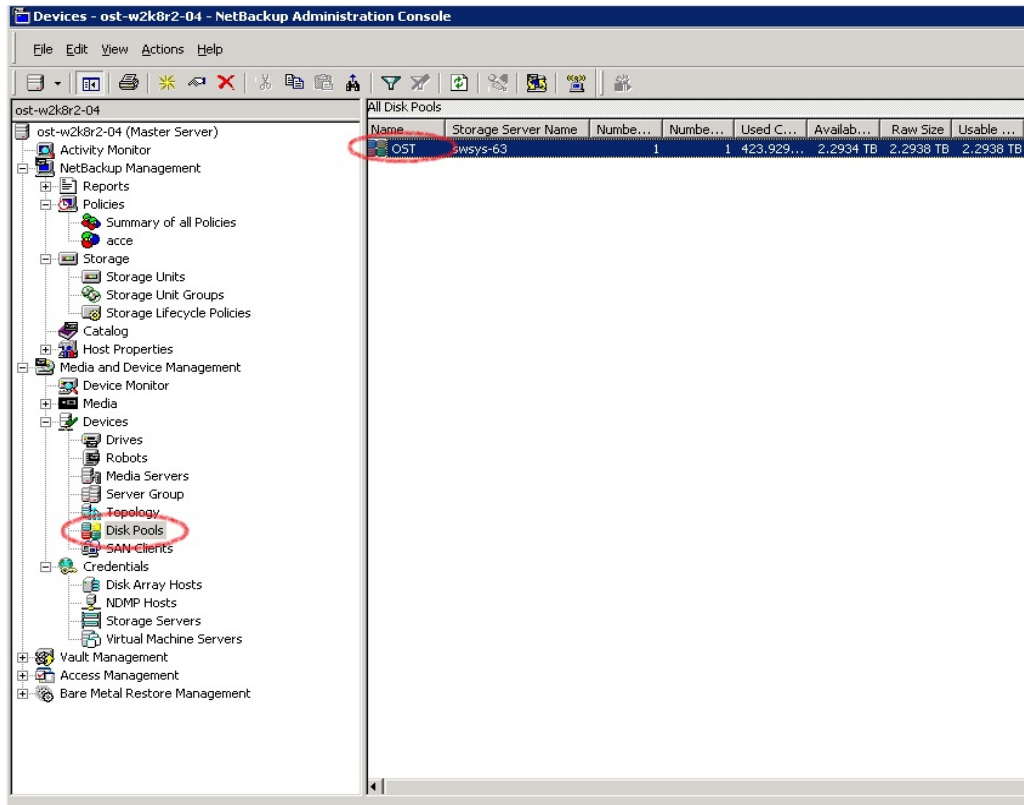 Devices - ost-w2k8r2-04 - NetBackup Administration Console
File Edit View Actions Help
ost-w2k8r2-04
ost-w2k8r2-04 (Master Server)
Activity Monitor
NetBackup Management
Reports
Policies
Summary of all Policies
acce
Storage
Storage Units
Storage Unit Groups
Storage Lifecycle Policies
Catalog
Host Properties
Media and Device Management
Device Monitor
Media
Devices
Drives
Robots
Media Servers
Server Group
Topology
Disk Pools
SAN Clients
Credentials
Disk Array Hosts
NDMP Hosts
Storage Servers
Virtual Machine Servers
Vault Management
Access Management
Bare Metal Restore Management
All Disk Pools
Name Storage Server Name Numbe... Numbe... Used C... Availab... Raw Size Usable ...
OST swsys-63 1 1 423.929... 2.2934 TB 2.2938 TB 2.2938 TB